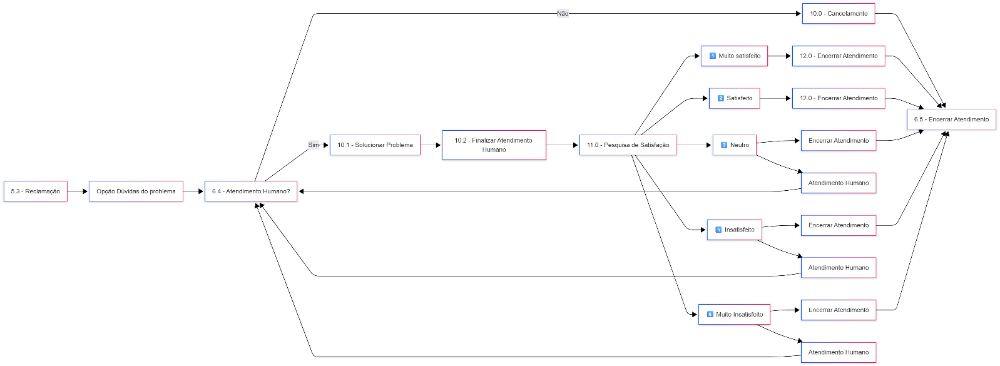 Não
10.0 - Cancelamento
1 Muito satisfeito
12.0 - Encerrar Atendimento
2 Satisfeito
12.0 - Encerrar Atendimento
6.5 - Encerrar Atendimento
Sim
10.1 - Solucionar Problema
10.2 - Finalizar Atendimento
Humano
11.0 - Pesquisa de Satisfação
3 Neutro
Encerrar Atendimento
Atendimento Humano
5.3 - Reclamação
Opção Dúvidas do problema
6.4 - Atendimento Humano?
4 Insatisfeito
Encerrar Atendimento
Atendimento Humano
5 Muito Insatisfeito
Encerrar Atendimento
Atendimento Humano